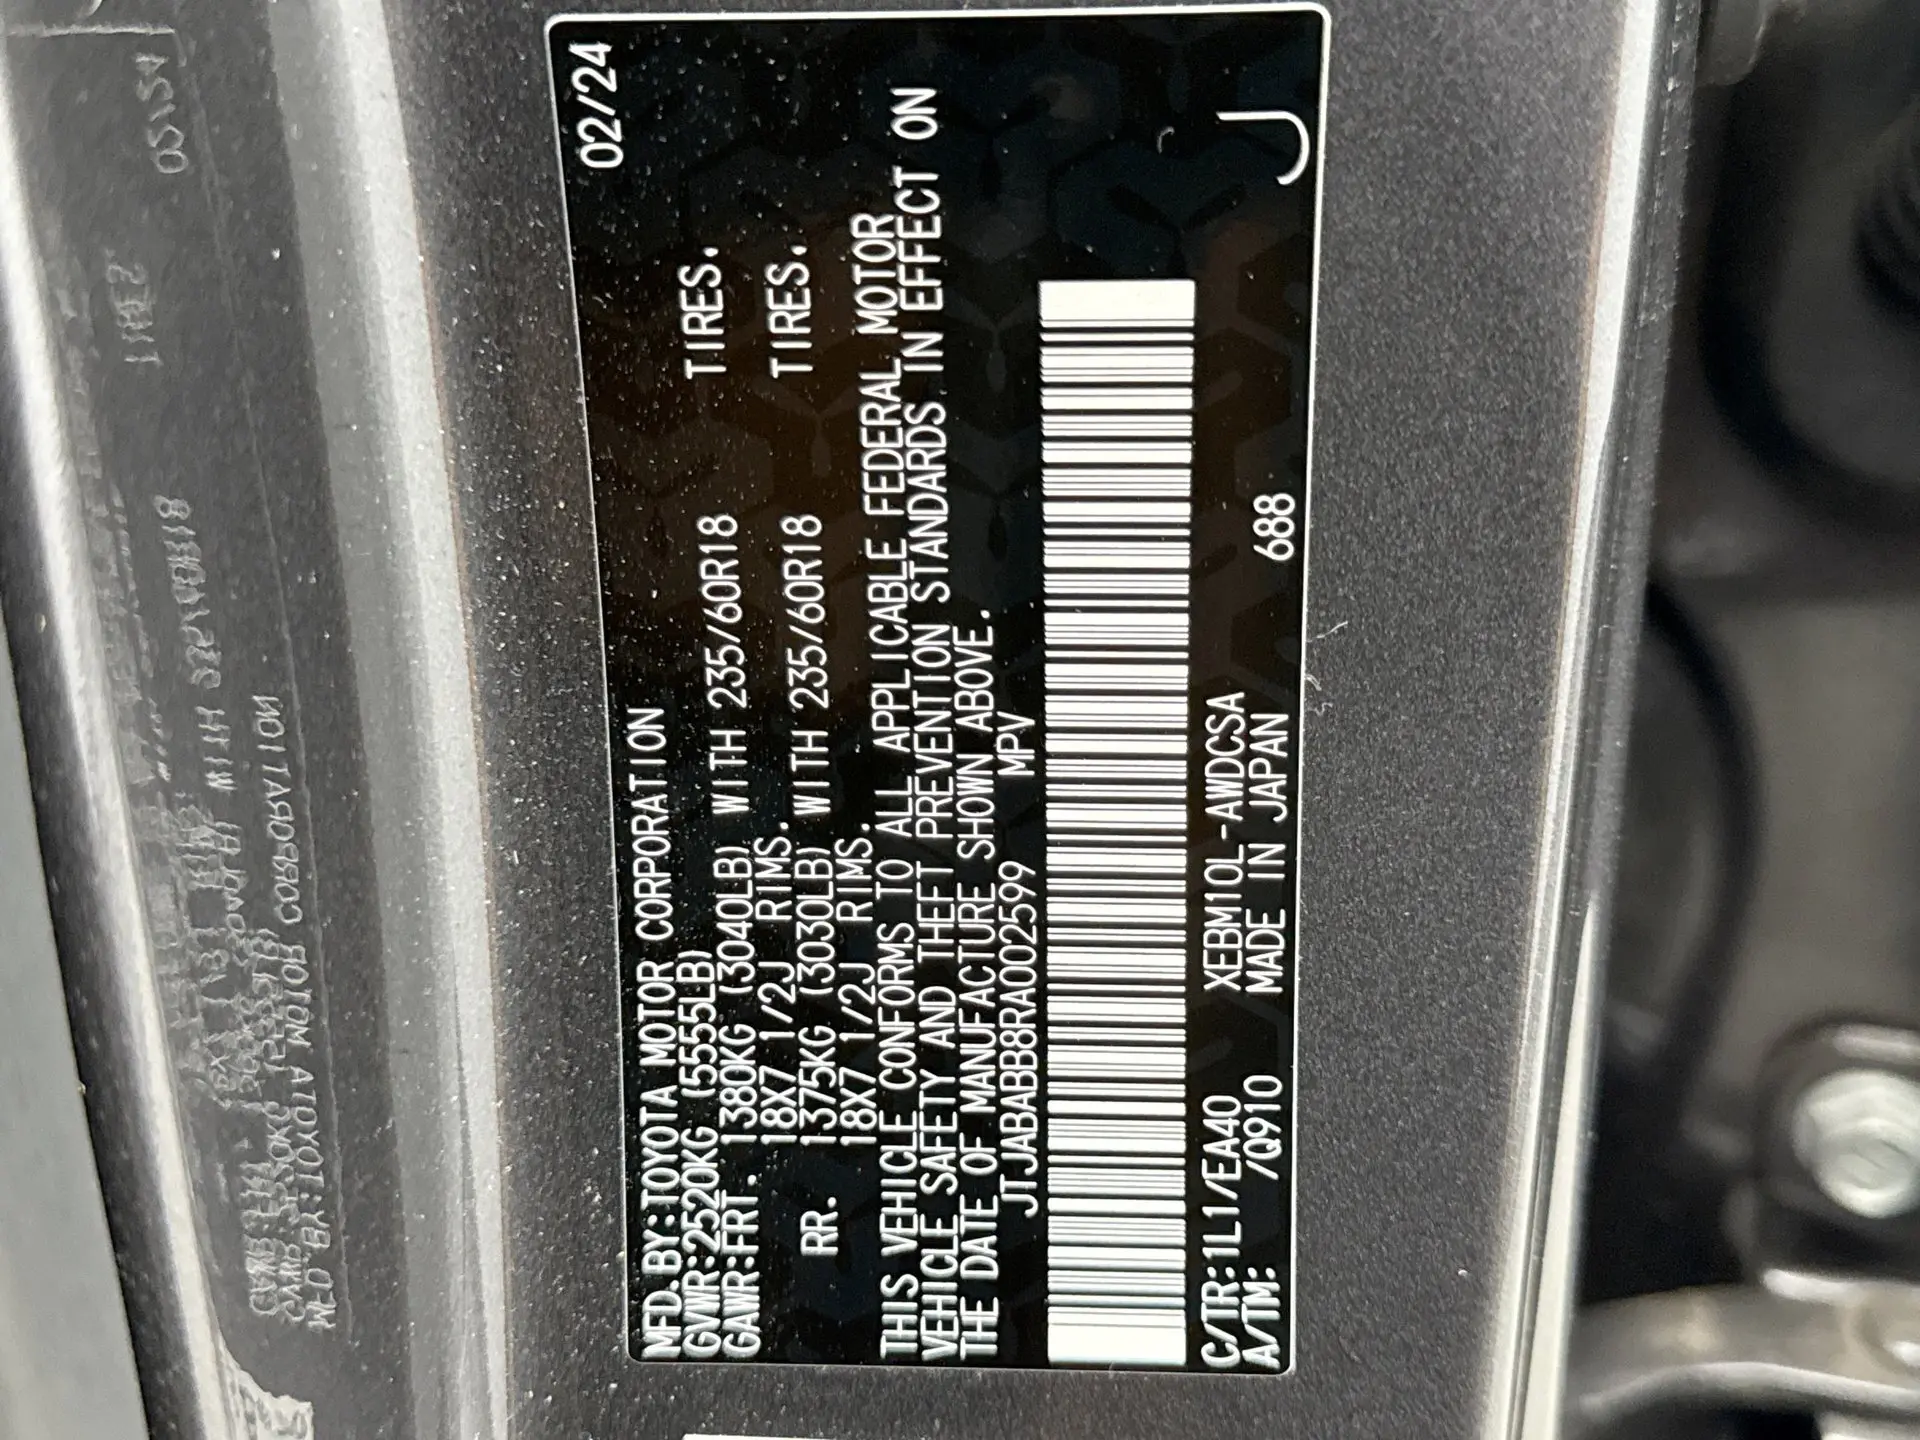 02/24
MFD.BY:TOYOTA MOTOR CORPORATION
GVWR:2520KG (5555LB)
GAWR:FRT. 1380KG (3040LB) WITH 235/60R18 TIRES.
18X7 1/2J RIMS.
RR. 1375KG (3030LB) WITH 235/60R18 TIRES.
18X7 1/2J RIMS.
THIS VEHICLE CONFORMS TO ALL APPLICABLE FEDERAL MOTOR
VEHICLE SAFETY AND THEFT PREVENTION STANDARDS IN EFFECT ON
THE DATE OF MANUFACTURE SHOWN ABOVE.
JTJABABB8RA002599 MPV
C/TR:1L1/EA40 XEBM10L-AWDCSA
A/TM: /Q910 MADE IN JAPAN 688
J